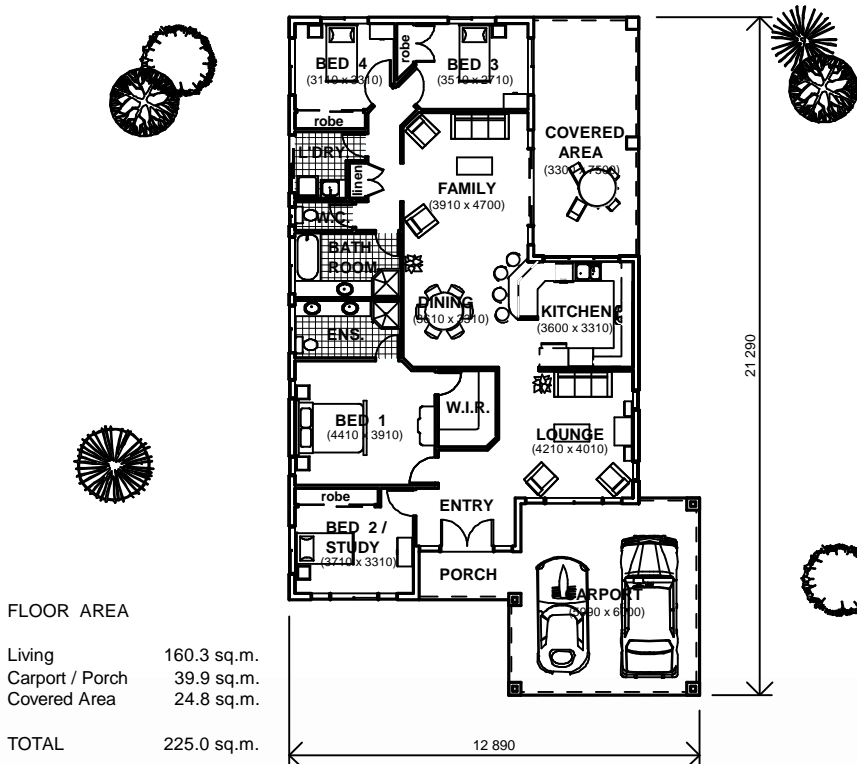 BED 4
(3140 x 3310)
robe
BED 3
(3510 x 2710)
robe
L'DRY
linen
W.C.
BATH
ROOM
ENS.
FAMILY
(3910 x 4700)
COVERED
AREA
(3300 x 7500)
DINING
(3610 x 3310)
KITCHEN
(3600 x 3310)
21 290
BED 1
(4410 x 3910)
W.I.R.
LOUNGE
(4210 x 4010)
robe
BED 2 /
STUDY
(3710 x 3310)
ENTRY
PORCH
CARPORT
(5990 x 6000)
FLOOR AREA
Living 160.3 sq.m.
Carport / Porch 39.9 sq.m.
Covered Area 24.8 sq.m.
TOTAL 225.0 sq.m.
12 890